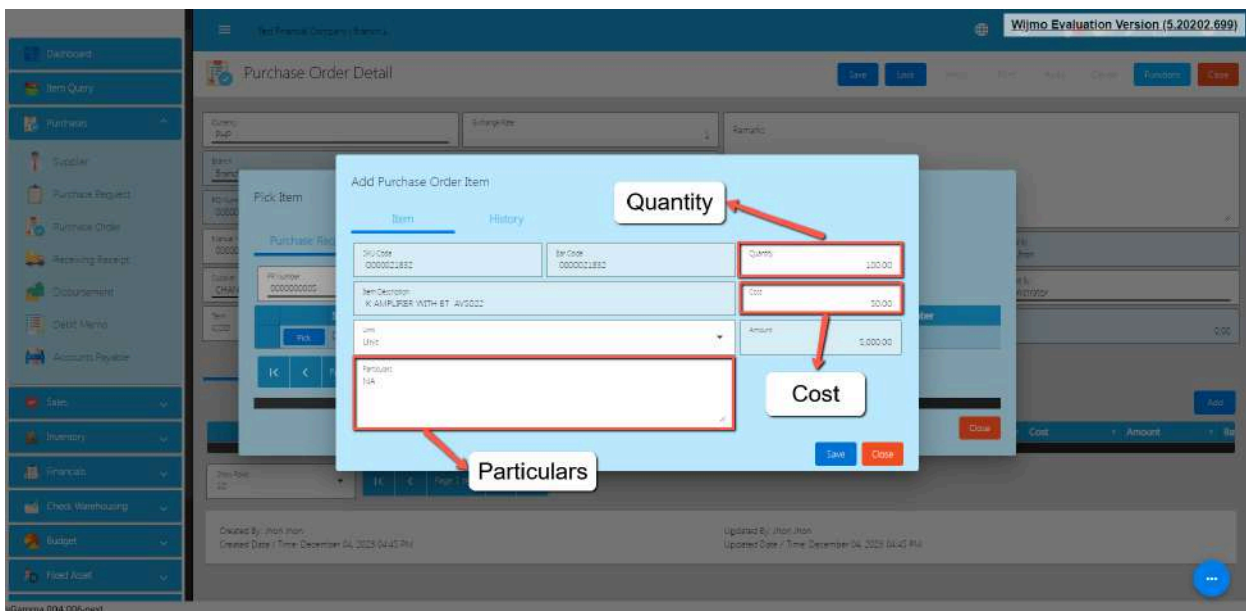 Wijmo Evaluation Version (5.20202.699)
Dashboard
Item Query
Purchases
Supplier
Purchase Request
Purchase Order
Receiving Receipt
Disbursement
Debit Memo
Accounts Payable
Sales
Inventory
Financials
Check Warehousing
Budget
Fixed Asset
Purchase Order Detail
Save
Lock
Close
Currency
PHP
Exchange Rate
Remarks
Pick Item
PR Number
0000000005
Pick
Close
Add Purchase Order Item
Item
History
SKU Code
0000021832
Bar Code
0000021832
Quantity
100.00
Item Description
K AMPLIFIER WITH BT AV5022
Cost
50.00
Unit
Unit
Amount
5,000.00
Particulars
NA
Save
Close
Quantity
Cost
Particulars
Add
Cost
Amount
Created By: Jhon Jhon
Created Date / Time: December 04, 2023 04:45 PM
Updated By: Jhon Jhon
Updated Date / Time: December 04, 2023 04:45 PM